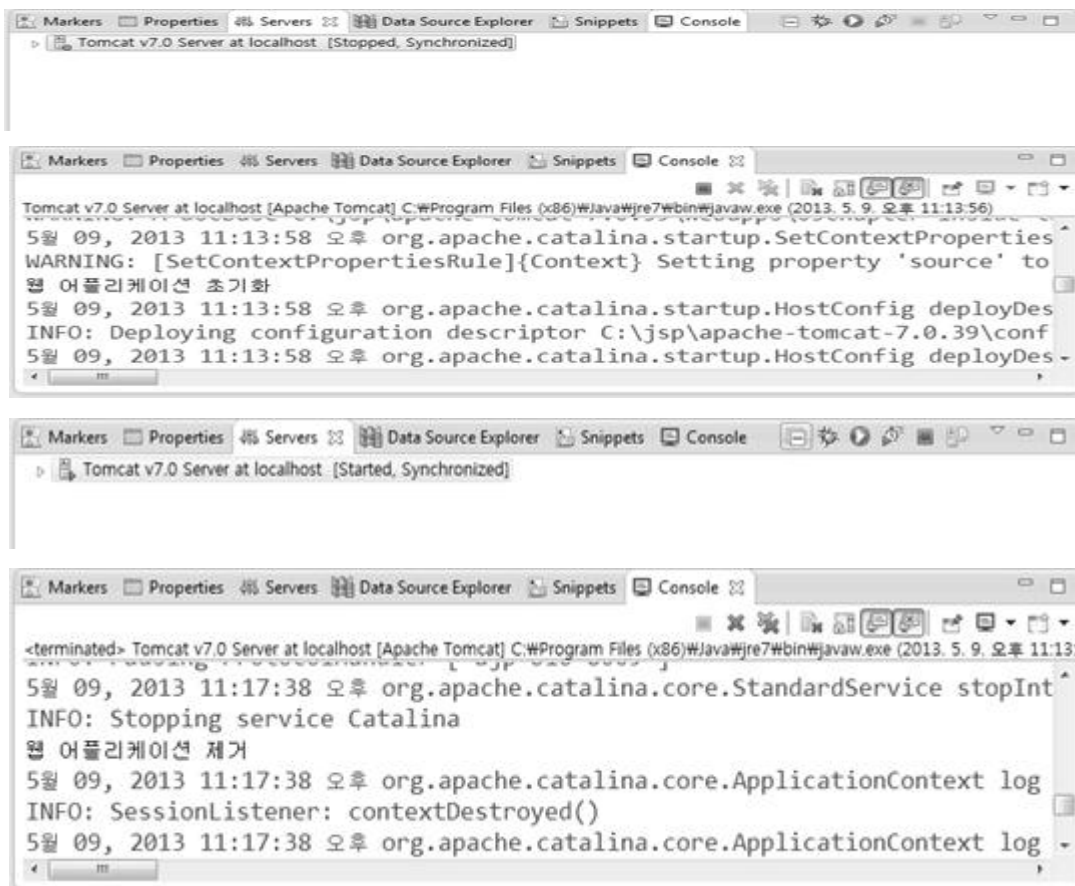 Markers Properties Servers Data Source Explorer Snippets Console
Tomcat v7.0 Server at localhost [Stopped, Synchronized]
Markers Properties Servers Data Source Explorer Snippets Console
Tomcat v7.0 Server at localhost [Apache Tomcat] C:₩Program Files (x86)₩Java₩jre7₩bin₩javaw.exe (2013. 5. 9. 오후 11:13:56)
5월 09, 2013 11:13:58 오후 org.apache.catalina.startup.SetContextProperties
WARNING: [SetContextPropertiesRule]{Context} Setting property 'source' to
웹 어플리케이션 초기화
5월 09, 2013 11:13:58 오후 org.apache.catalina.startup.HostConfig deployDes
INFO: Deploying configuration descriptor C:\jsp\apache-tomcat-7.0.39\conf
5월 09, 2013 11:13:58 오후 org.apache.catalina.startup.HostConfig deployDes
Markers Properties Servers Data Source Explorer Snippets Console
Tomcat v7.0 Server at localhost [Started, Synchronized]
Markers Properties Servers Data Source Explorer Snippets Console
<terminated> Tomcat v7.0 Server at localhost [Apache Tomcat] C:₩Program Files (x86)₩Java₩jre7₩bin₩javaw.exe (2013. 5. 9. 오후 11:13:
5월 09, 2013 11:17:38 오후 org.apache.catalina.core.StandardService stopInt
INFO: Stopping service Catalina
웹 어플리케이션 제거
5월 09, 2013 11:17:38 오후 org.apache.catalina.core.ApplicationContext log
INFO: SessionListener: contextDestroyed()
5월 09, 2013 11:17:38 오후 org.apache.catalina.core.ApplicationContext log